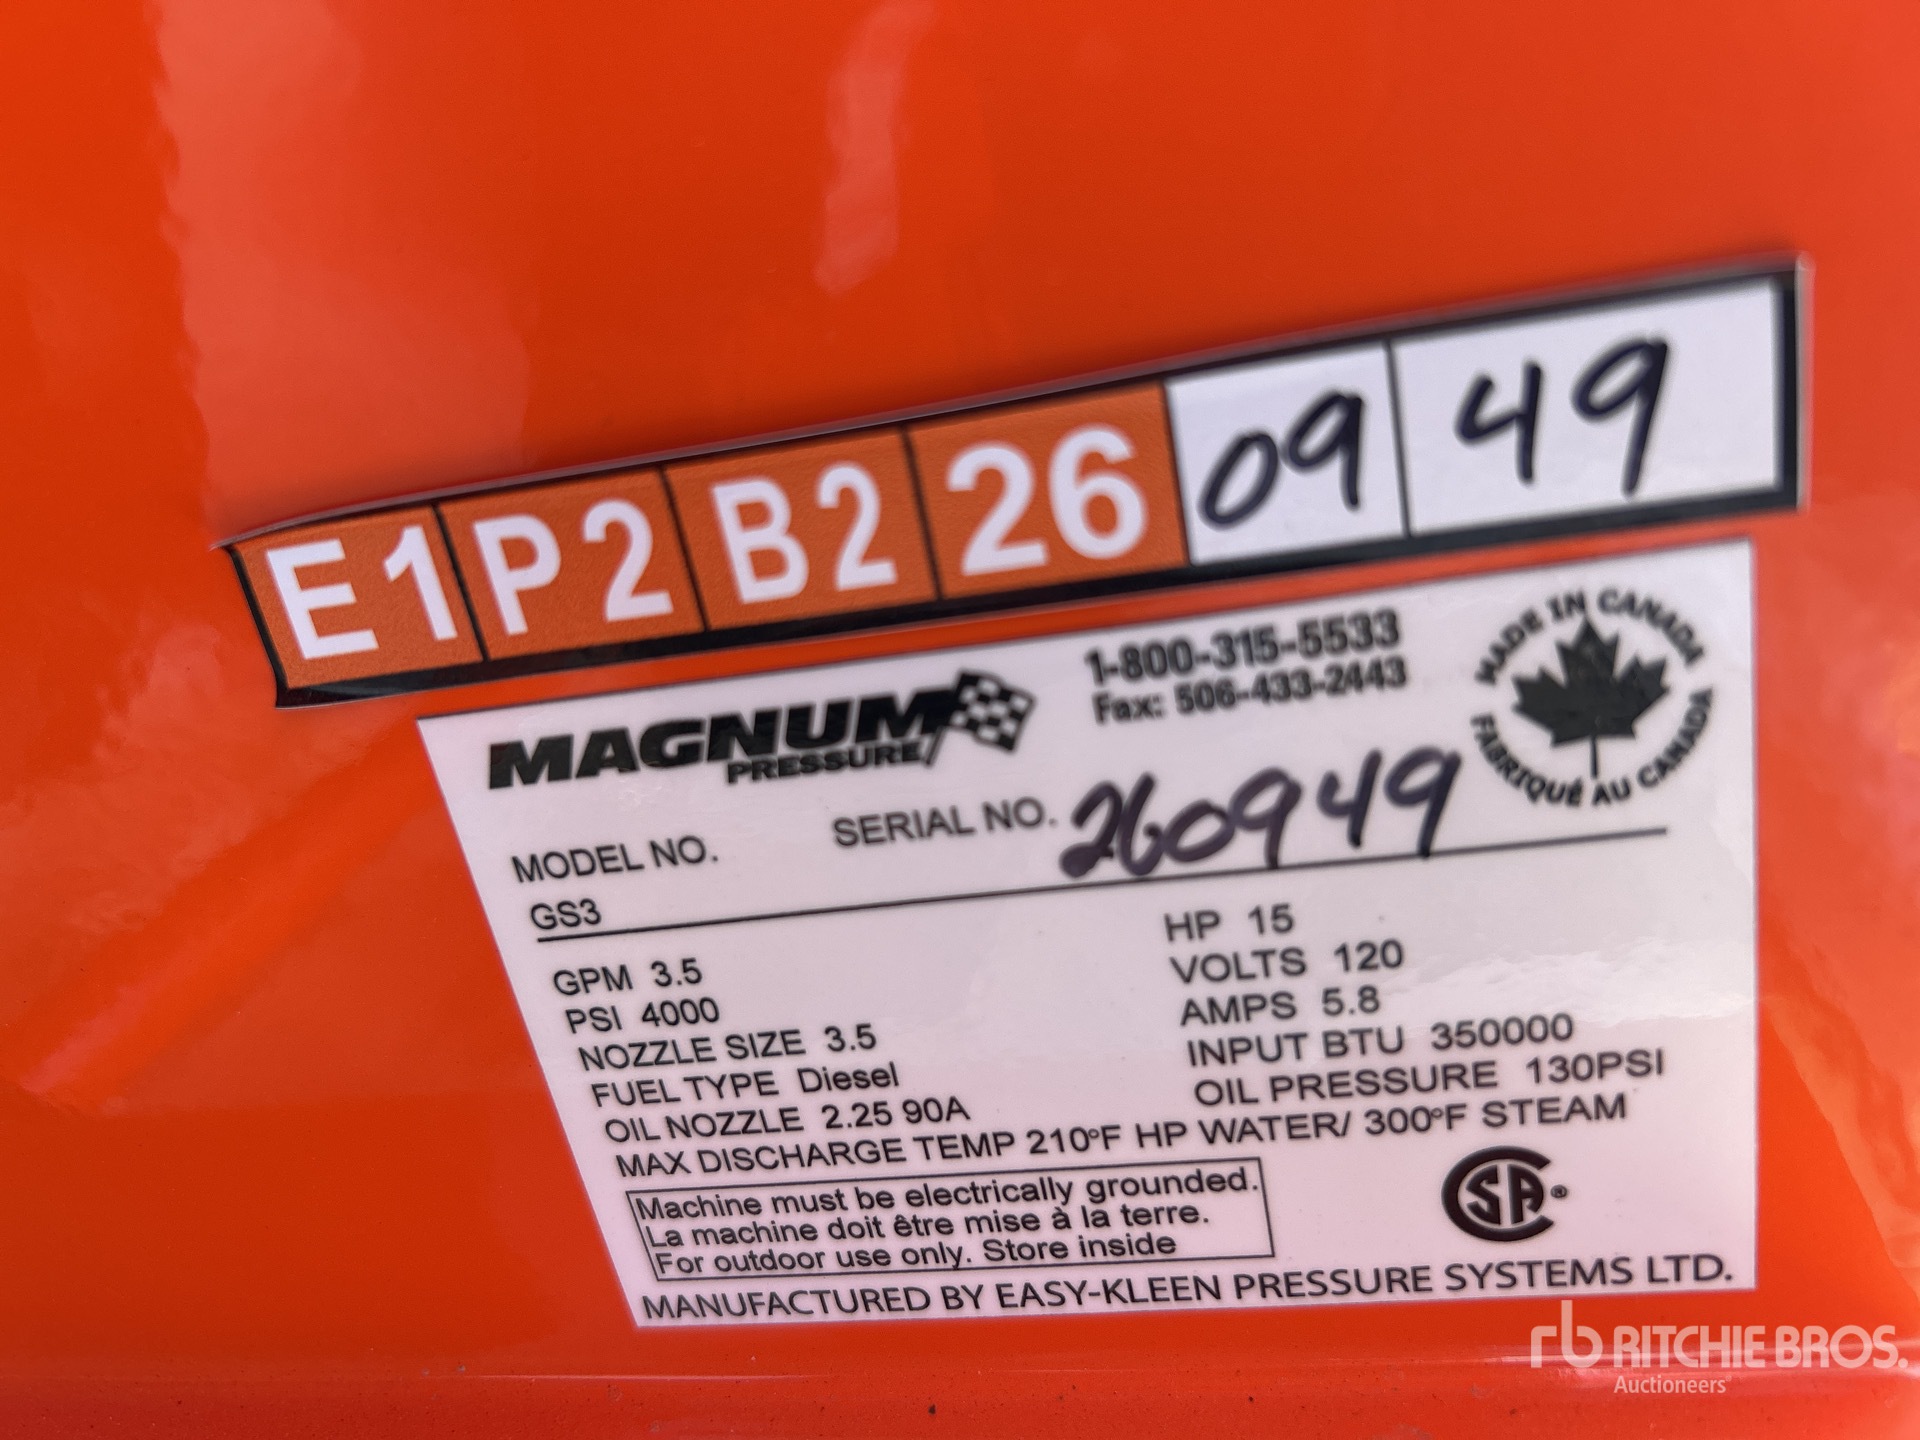 E1 P2 B2 26 09 49
MAGNUM
PRESSURE
1-800-315-5533
Fax: 506-433-2443
MADE IN CANADA
FABRIQUÉ AU CANADA
MODEL NO.
SERIAL NO. 260949
GS3
GPM 3.5
PSI 4000
NOZZLE SIZE 3.5
FUEL TYPE Diesel
OIL NOZZLE 2.25 90A
HP 15
VOLTS 120
AMPS 5.8
INPUT BTU 350000
OIL PRESSURE 130PSI
MAX DISCHARGE TEMP 210°F HP WATER/ 300°F STEAM
Machine must be electrically grounded.
La machine doit être mise à la terre.
For outdoor use only. Store inside
SA®
MANUFACTURED BY EASY-KLEEN PRESSURE SYSTEMS LTD.
rb RITCHIE BROS.
Auctioneers